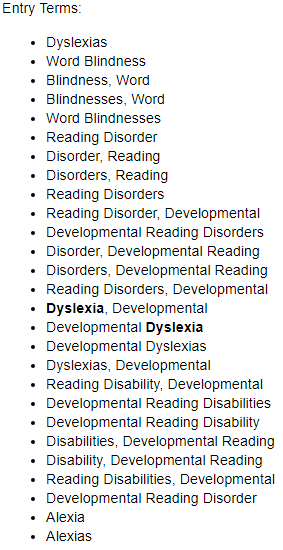 Entry Terms:
Dyslexias
Word Blindness
Blindness, Word
Blindnesses, Word
Word Blindnesses
Reading Disorder
Disorder, Reading
Disorders, Reading
Reading Disorders
Reading Disorder, Developmental
Developmental Reading Disorders
Disorder, Developmental Reading
Disorders, Developmental Reading
Reading Disorders, Developmental
Dyslexia, Developmental
Developmental Dyslexia
Developmental Dyslexias
Dyslexias, Developmental
Reading Disability, Developmental
Developmental Reading Disabilities
Developmental Reading Disability
Disabilities, Developmental Reading
Disability, Developmental Reading
Reading Disabilities, Developmental
Developmental Reading Disorder
Alexia
Alexias